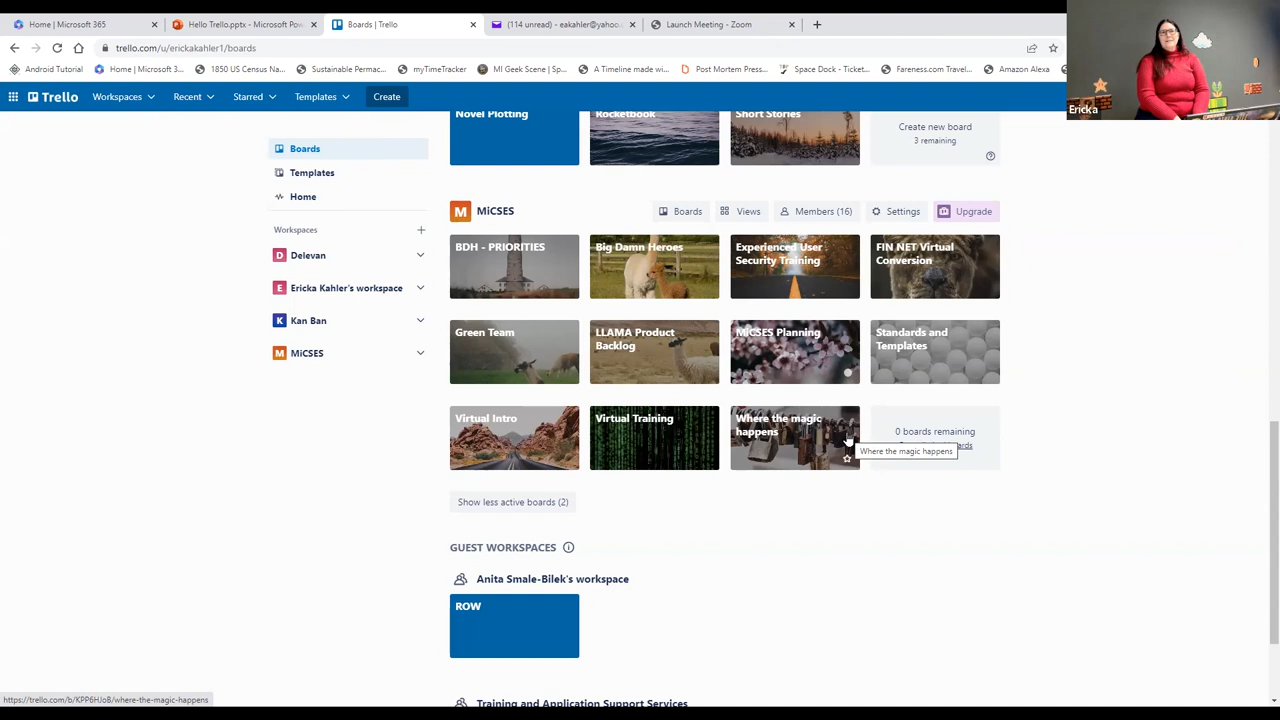 Home | Microsoft 365
Hello Trello.pptx - Microsoft Pow
Boards | Trello
(114 unread) - eakahler@yahoo.
Launch Meeting - Zoom
trello.com/u/erickakahler1/boards
Android Tutorial
Home | Microsoft 3...
1850 US Census Na...
Sustainable Permac...
myTimeTracker
MI Geek Scene | Sp...
A Timeline made wi...
Post Mortem Press...
Space Dock - Ticket...
Fareness.com Travel...
Amazon Alexa
Trello
Workspaces
Recent
Starred
Templates
Create
Ericka
Novel Plotting
Rocketbook
Short Stories
Create new board
3 remaining
Boards
Templates
Home
Workspaces
D Delevan
E Ericka Kahler's workspace
K Kan Ban
M MiCSES
M MiCSES
Boards
Views
Members (16)
Settings
Upgrade
BDH - PRIORITIES
Big Damn Heroes
Experienced User
Security Training
FIN NET Virtual
Conversion
Green Team
LLAMA Product
Backlog
MiCSES Planning
Standards and
Templates
Virtual Intro
Virtual Training
Where the magic
happens
0 boards remaining
Where the magic happens
Show less active boards (2)
GUEST WORKSPACES
Anita Smale-Bilek's workspace
ROW
Training and Application Support Services
https://trello.com/b/KPP6HJoB/where-the-magic-happens